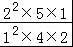 2² × 5 × 1
1² × 4 × 2